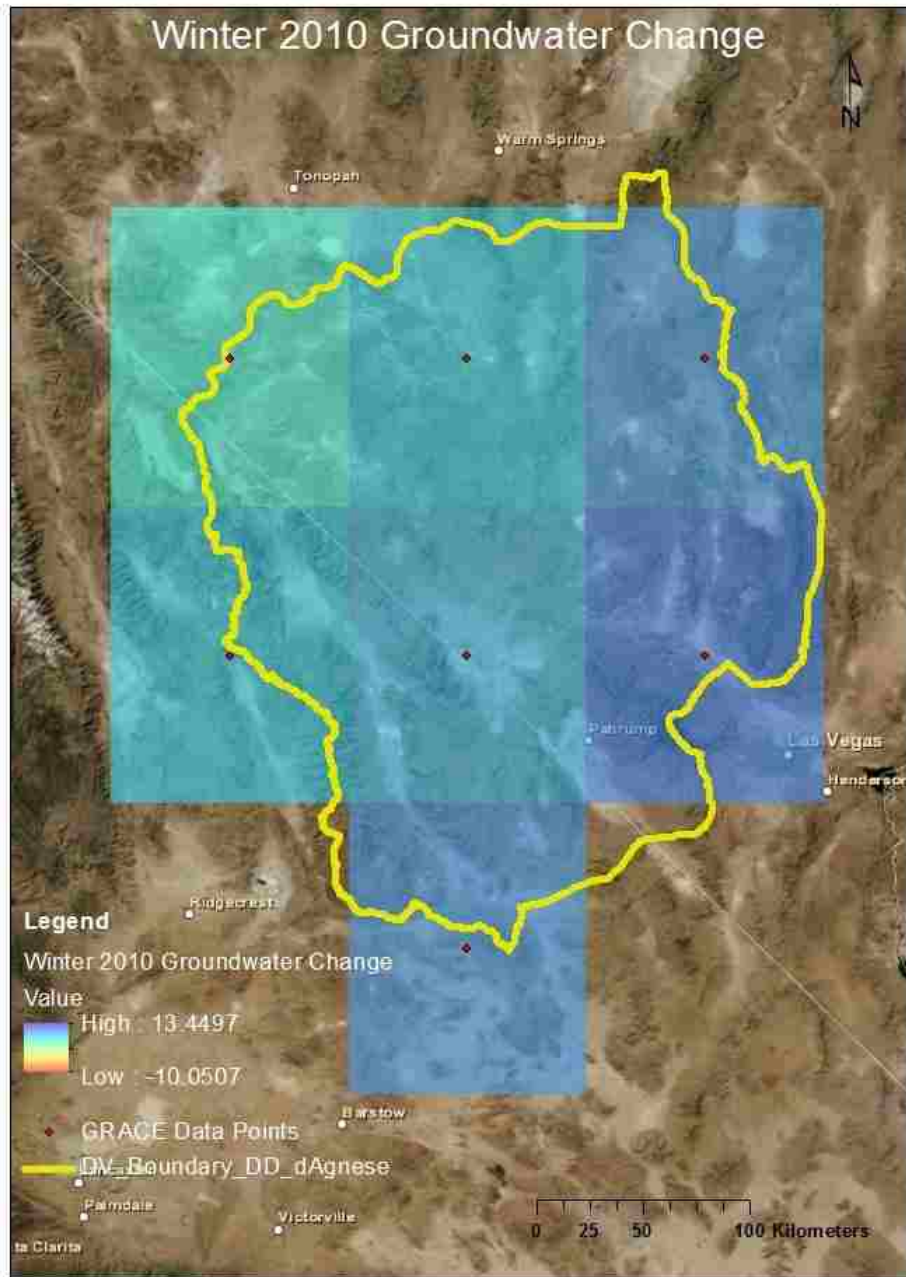 Winter 2010 Groundwater Change
N
Warm Springs
Tonopah
Pahrump
Las Vegas
Henderson
Ridgecrest
Legend
Winter 2010 Groundwater Change
Value
High : 13.4497
Low : -10.0507
Barstow
GRACE Data Points
DV_Boundary_DD_dAgnese
Palmdale
Victorville
0 25 50 100 Kilometers
ta Clarita